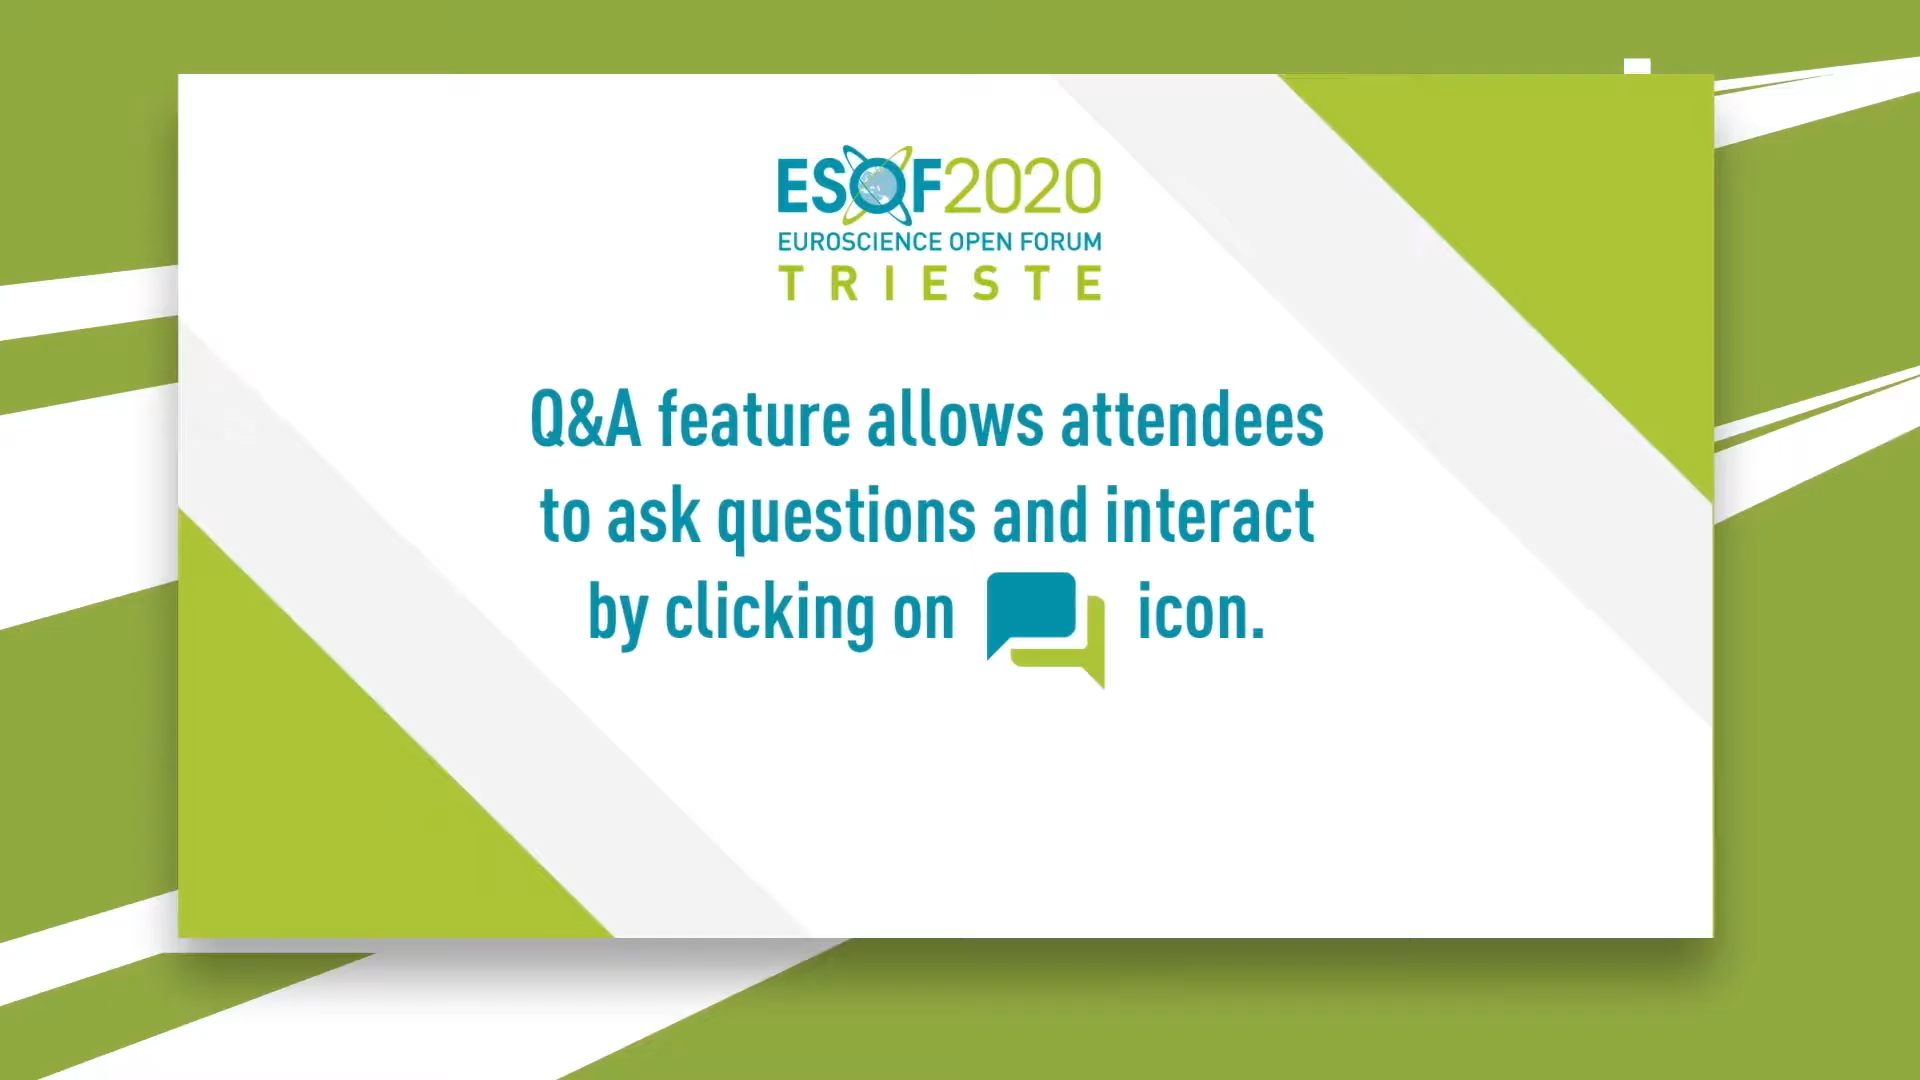 ESOF2020
EUROSCIENCE OPEN FORUM
TRIESTE
Q&A feature allows attendees
to ask questions and interact
by clicking on icon.